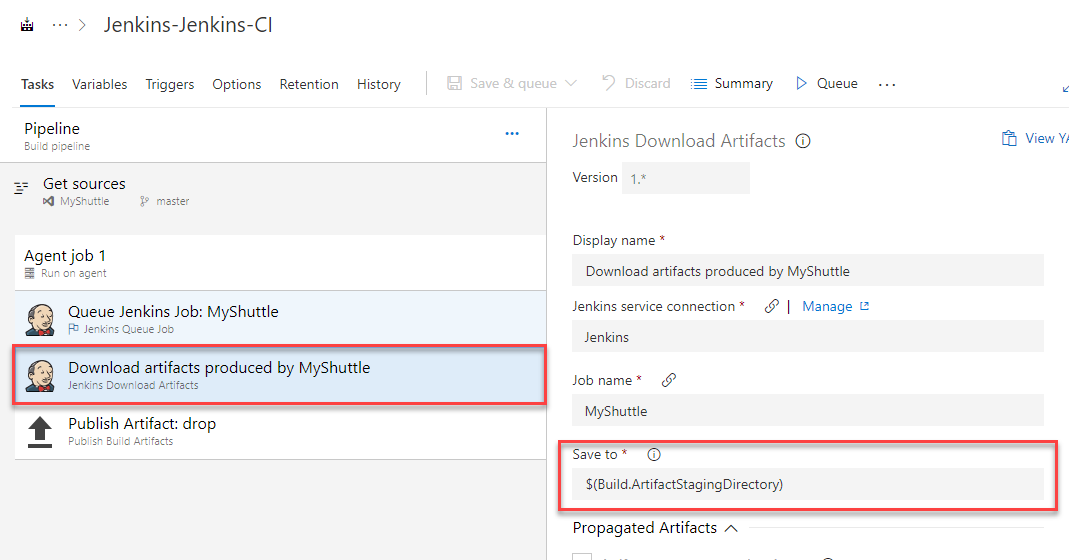 ··· > Jenkins-Jenkins-CI
Tasks Variables Triggers Options Retention History Save & queue Discard Summary Queue ···
Pipeline ···
Build pipeline
Get sources
MyShuttle master
Agent job 1
Run on agent
Queue Jenkins Job: MyShuttle
Jenkins Queue Job
Download artifacts produced by MyShuttle
Jenkins Download Artifacts
Publish Artifact: drop
Publish Build Artifacts
Jenkins Download Artifacts View YA
Version 1.*
Display name *
Download artifacts produced by MyShuttle
Jenkins service connection * | Manage
Jenkins
Job name *
MyShuttle
Save to *
$(Build.ArtifactStagingDirectory)
Propagated Artifacts